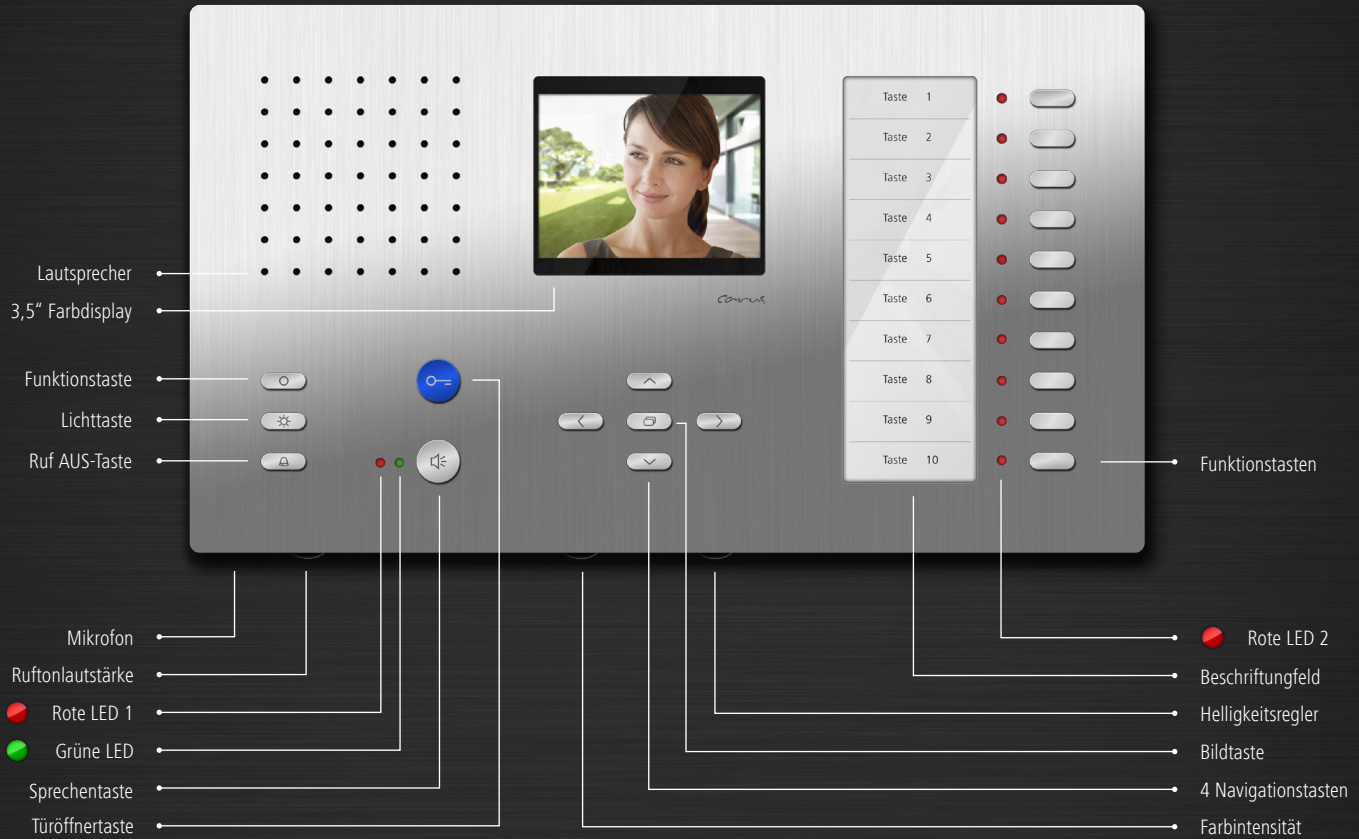 Taste 1
Taste 2
Taste 3
Taste 4
Taste 5
Taste 6
Taste 7
Taste 8
Taste 9
Taste 10
Lautsprecher
3,5“ Farbdisplay
Funktionstaste
Lichttaste
Ruf AUS-Taste
Mikrofon
Ruftonlautstärke
Rote LED 1
Grüne LED
Sprechentaste
Türöffnertaste
Funktionstasten
Rote LED 2
Beschriftungfeld
Helligkeitsregler
Bildtaste
4 Navigationstasten
Farbintensität